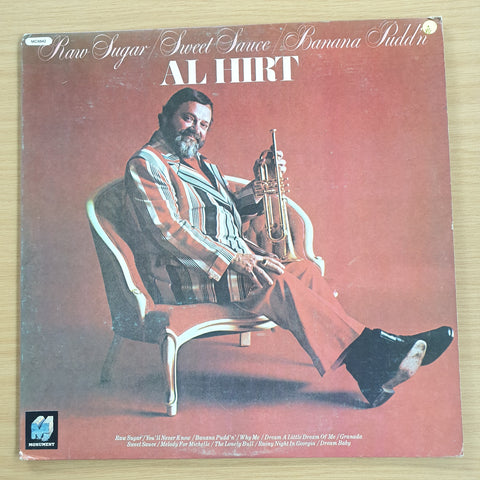 MC6642
Raw Sugar/Sweet Sauce/Banana Pudd'n
AL HIRT
MONUMENT
Raw Sugar / You'll Never Know / Banana Pudd'n' / Why Me / Dream A Little Dream Of Me / Granada
Sweet Sauce / Melody For Michelle / The Lonely Bull / Rainy Night In Georgia / Dream Baby